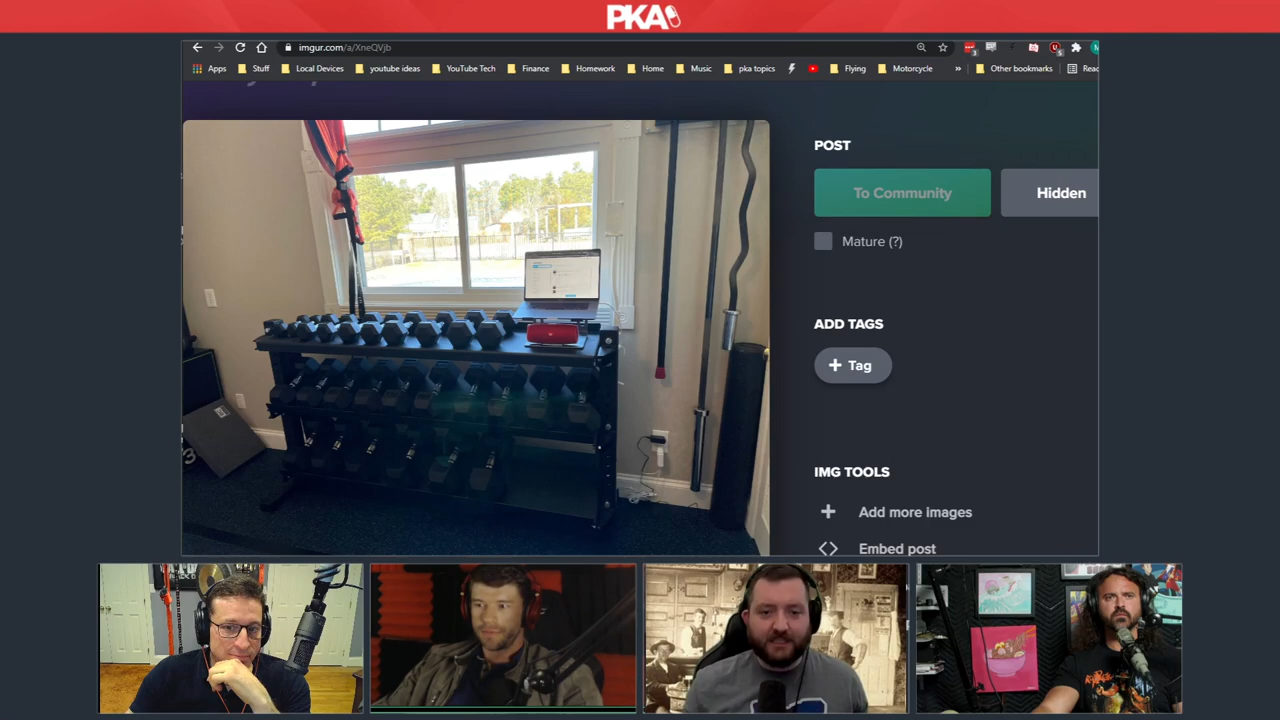 PKA
imgur.com/a/XneQVjb
Apps Stuff Local Devices youtube ideas YouTube Tech Finance Homework Home Music pka topics Flying Motorcycle » Other bookmarks
POST
To Community Hidden
Mature (?)
ADD TAGS
+ Tag
IMG TOOLS
+ Add more images
<> Embed post